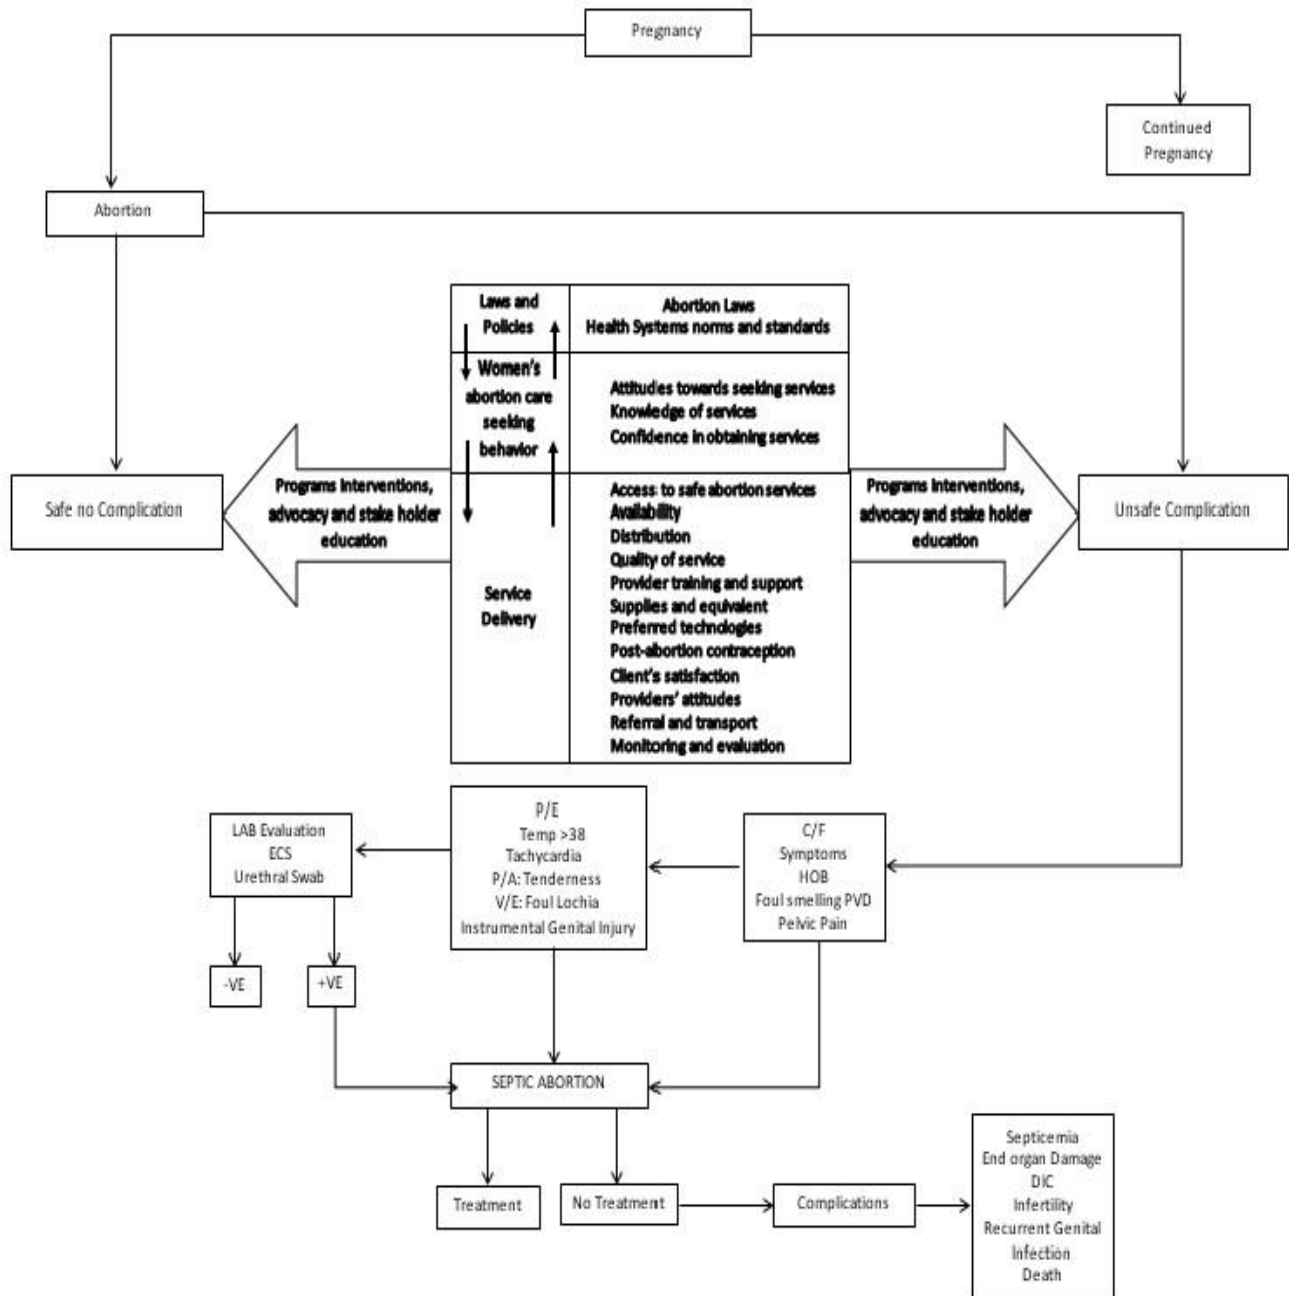 Pregnancy
Continued
Pregnancy
Abortion
Laws and
Policies
Abortion Laws
Health Systems norms and standards
Women's
abortion care
seeking
behavior
Attitudes towards seeking services
Knowledge of services
Confidence in obtaining services
Safe no Complication
Programs Interventions,
advocacy and stake holder
education
Service
Delivery
Access to safe abortion services
Availability
Distribution
Quality of service
Provider training and support
Supplies and equivalent
Preferred technologies
Post-abortion contraception
Client's satisfaction
Providers' attitudes
Referral and transport
Monitoring and evaluation
Programs Interventions,
advocacy and stake holder
education
Unsafe Complication
LAB Evaluation
ECS
Urethral Swab
P/E
Temp >38
Tachycardia
P/A: Tenderness
V/E: Foul Lochia
Instrumental Genital Injury
C/F
Symptoms
HOB
Foul smelling PVD
Pelvic Pain
-VE
+VE
SEPTIC ABORTION
Treatment
No Treatment
Complications
Septicemia
End organ Damage
DIC
Infertility
Recurrent Genital
Infection
Death